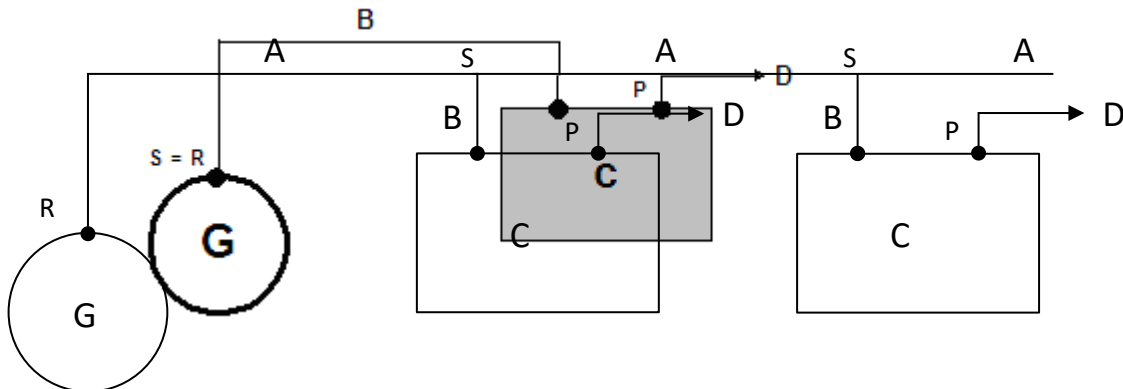 B
A S A S A
P D
B P D B P D
S = R
C
R G C C
G